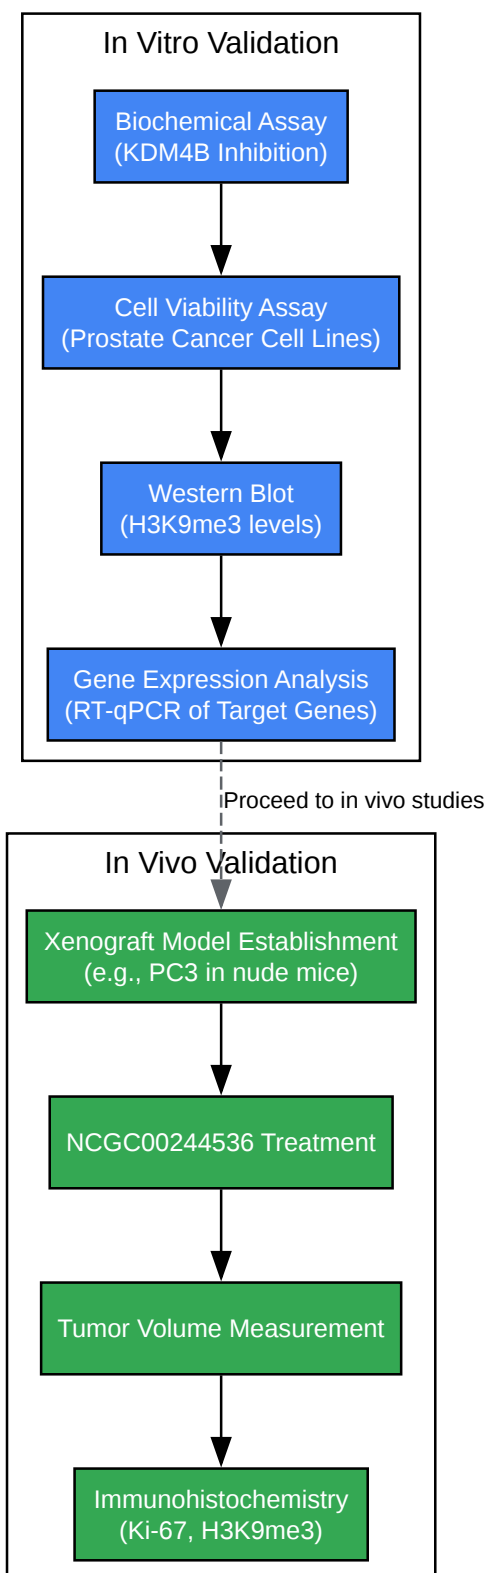 In Vitro Validation
Biochemical Assay
(KDM4B Inhibition)
Cell Viability Assay
(Prostate Cancer Cell Lines)
Western Blot
(H3K9me3 levels)
Gene Expression Analysis
(RT-qPCR of Target Genes)
Proceed to in vivo studies
In Vivo Validation
Xenograft Model Establishment
(e.g., PC3 in nude mice)
NCGC00244536 Treatment
Tumor Volume Measurement
Immunohistochemistry
(Ki-67, H3K9me3)